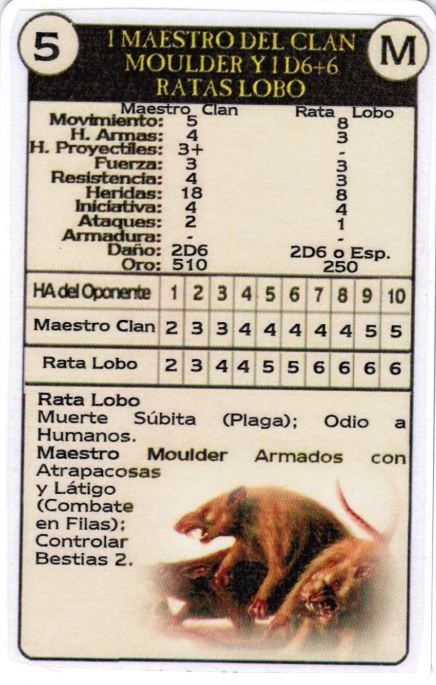 5
1 MAESTRO DEL CLAN
MOULDER Y 1 D6+6
RATAS LOBO
M
Maestro Clan Rata Lobo
Movimiento: 5 8
H. Armas: 4 3
H. Proyectiles: 3+ -
Fuerza: 3 3
Resistencia: 4 3
Heridas: 18 8
Iniciativa: 4 4
Ataques: 2 1
Armadura: - -
Daño: 2D6 2D6 o Esp.
Oro: 510 250
HA del Oponente 1 2 3 4 5 6 7 8 9 10
Maestro Clan 2 3 3 4 4 4 4 4 5 5
Rata Lobo 2 3 4 4 5 5 6 6 6 6
Rata Lobo
Muerte Súbita (Plaga); Odio a
Humanos.
Maestro Moulder Armados con
Atrapacosas
y Látigo
(Combate
en Filas);
Controlar
Bestias 2.